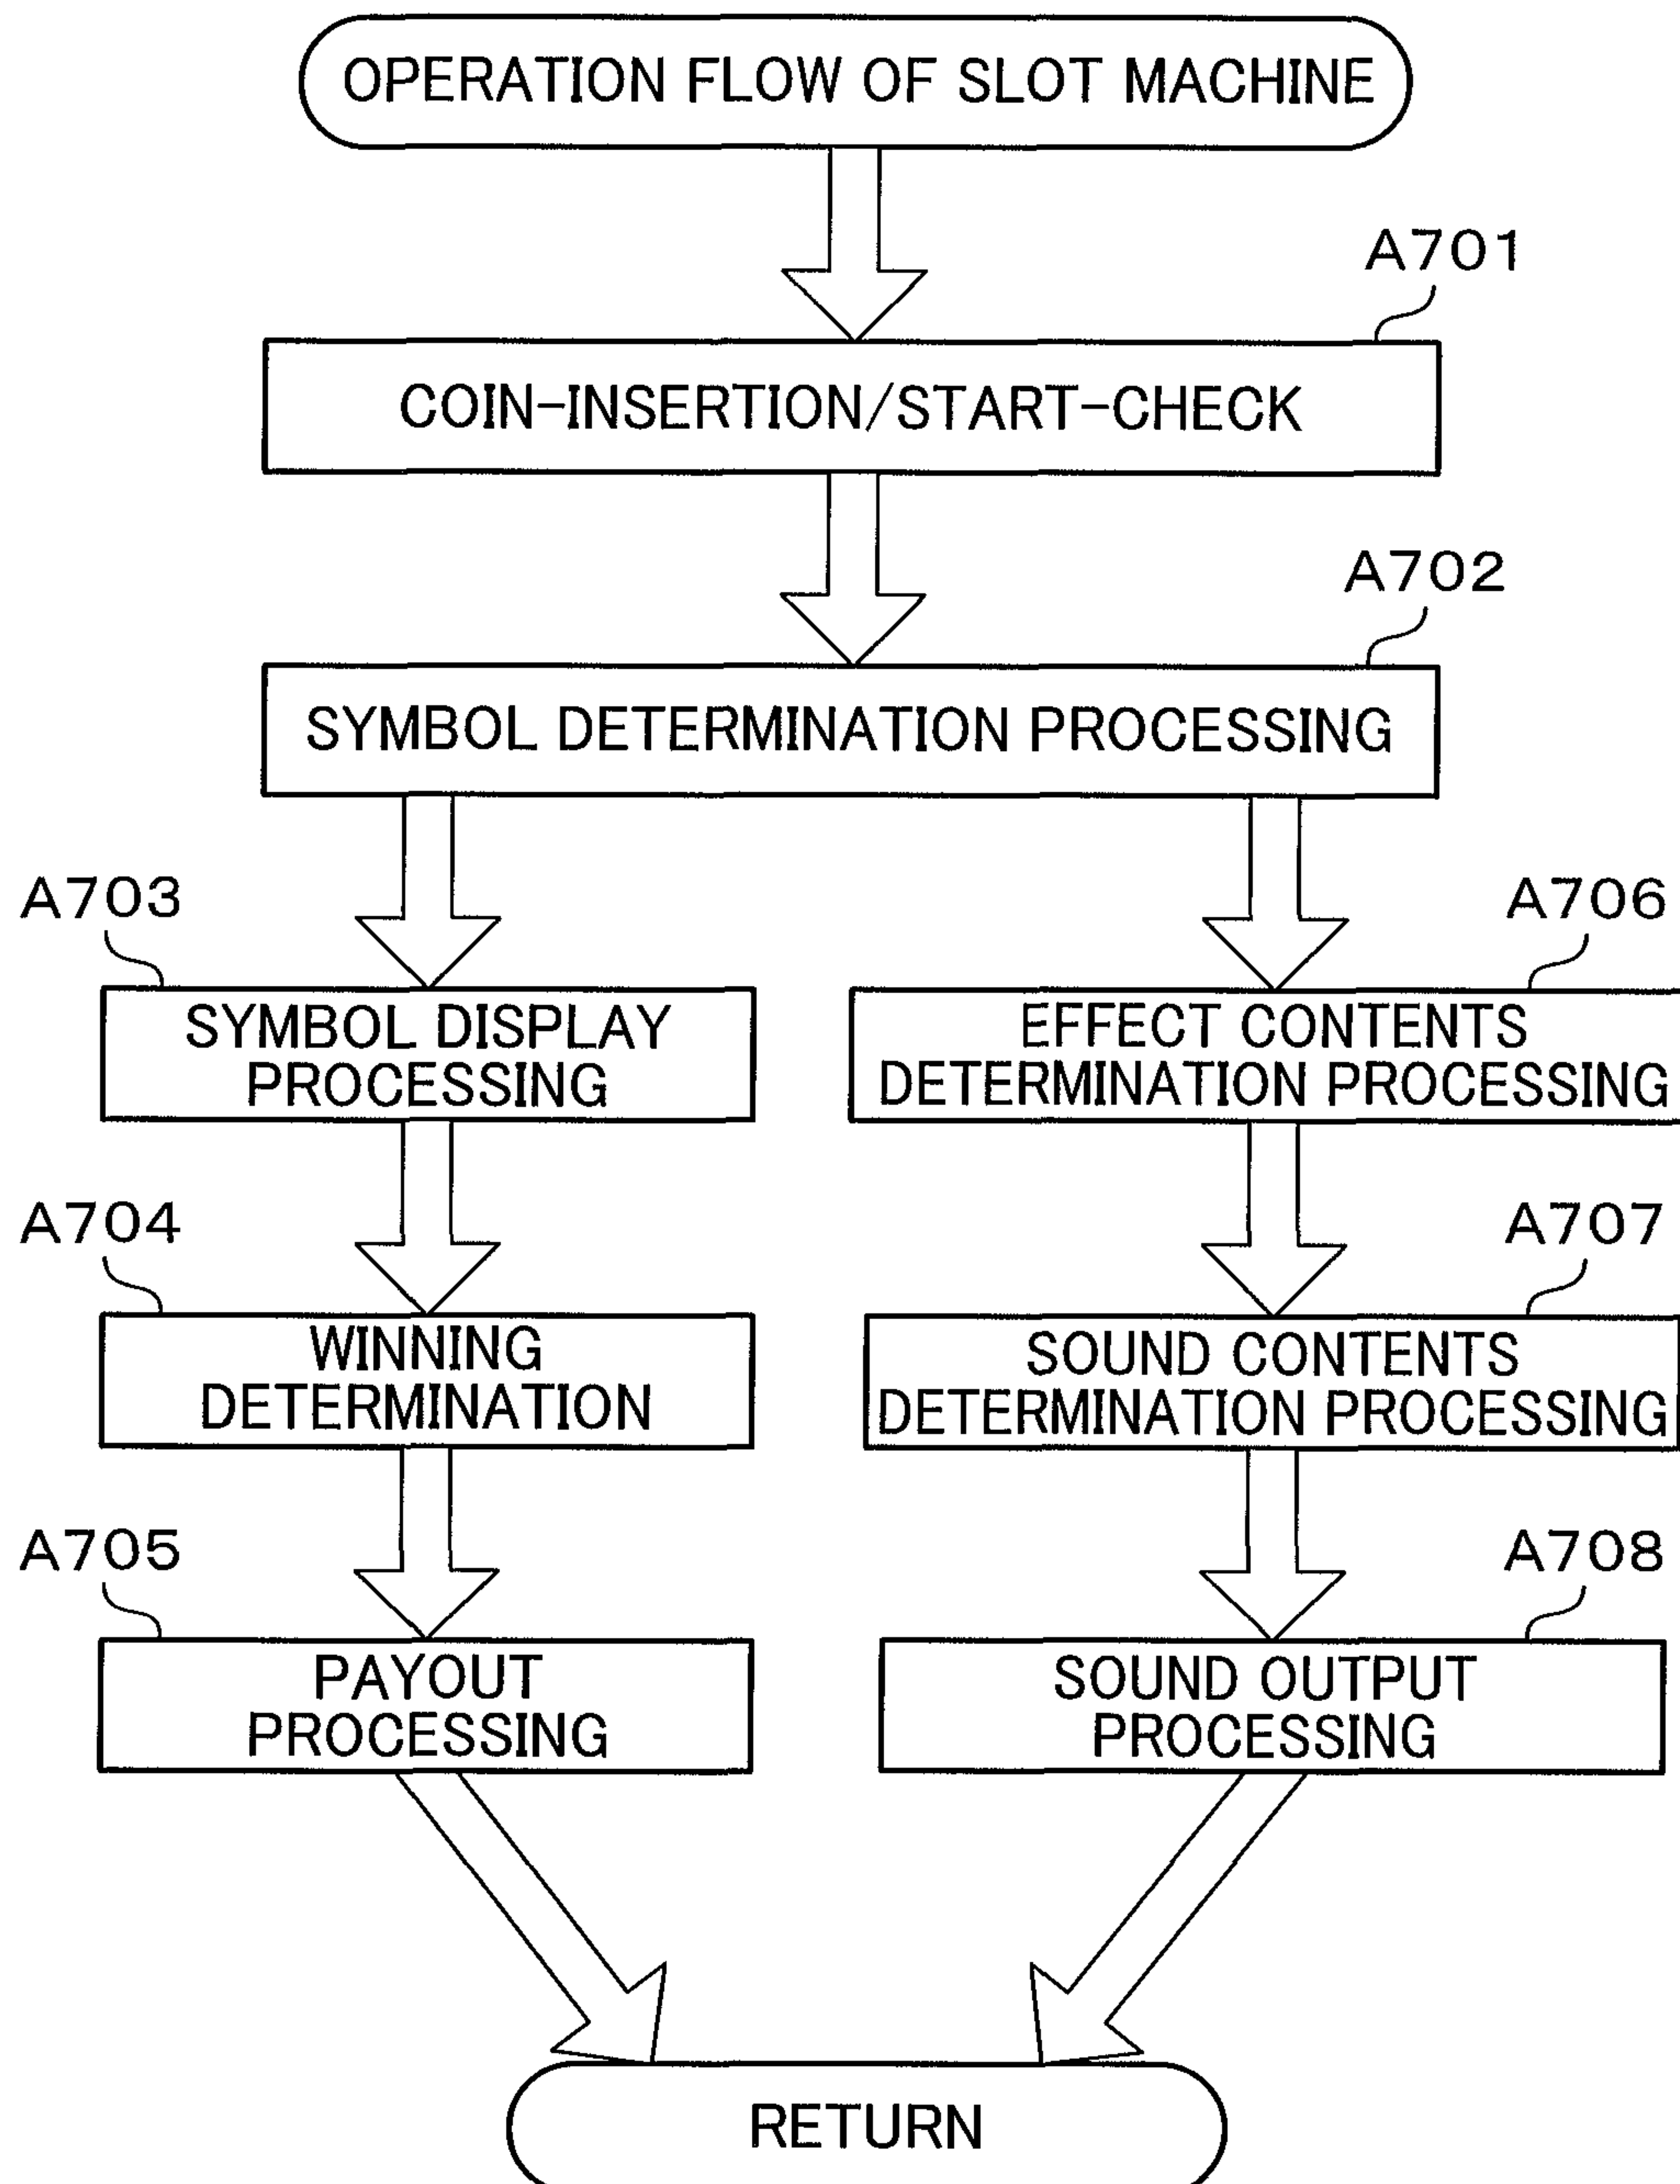 OPERATION FLOW OF SLOT MACHINE
A701
COIN-INSERTION/START-CHECK
A702
SYMBOL DETERMINATION PROCESSING
A703
SYMBOL DISPLAY
PROCESSING
A704
WINNING
DETERMINATION
A705
PAYOUT
PROCESSING
A706
EFFECT CONTENTS
DETERMINATION PROCESSING
A707
SOUND CONTENTS
DETERMINATION PROCESSING
A708
SOUND OUTPUT
PROCESSING
RETURN